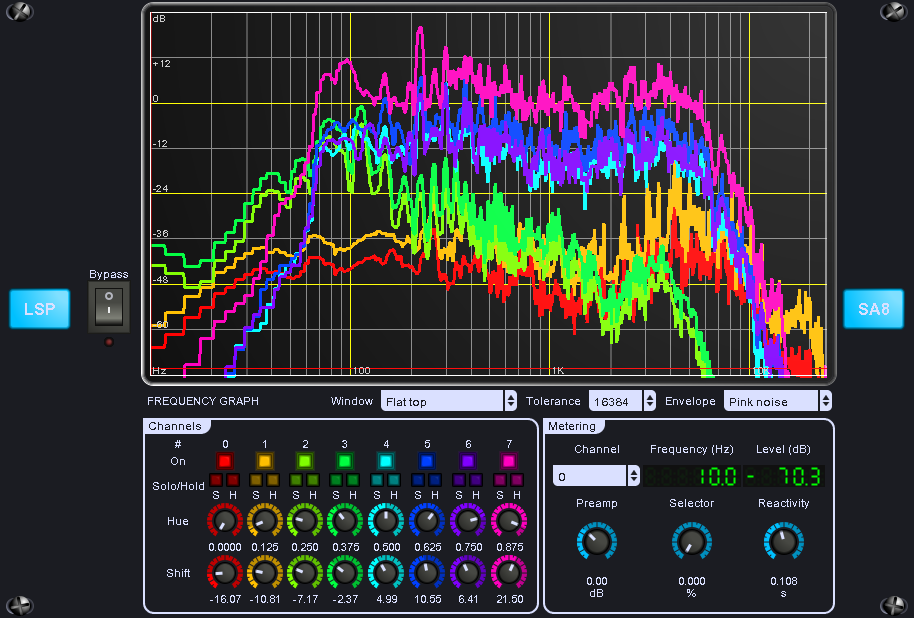 dB
+12
0
-12
-24
-36
-48
-60
Hz 100 1K
Bypass
LSP
SA8
FREQUENCY GRAPH Window Flat top Tolerance 16384 Envelope Pink noise
Channels
# 0 1 2 3 4 5 6 7
On
Solo/Hold
S H S H S H S H S H S H S H S H
Hue
0.0000 0.125 0.250 0.375 0.500 0.625 0.750 0.875
Shift
-16.07 -10.81 -7.17 -2.37 4.99 10.55 6.41 21.50
Metering
Channel Frequency (Hz) Level (dB)
0 10.0 - 70.3
Preamp Selector Reactivity
0.00 0.000 0.108
dB % s